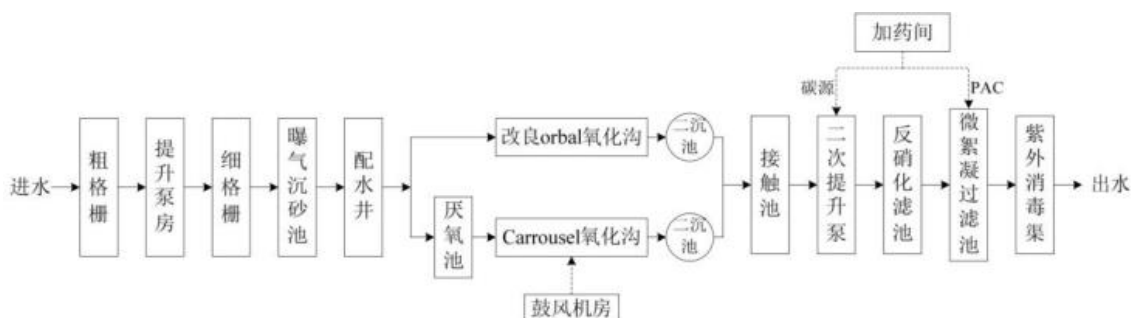 加药间
碳源
PAC
进水
粗格栅
提升泵房
细格栅
曝气沉砂池
配水井
改良orbal氧化沟
二沉池
厌氧池
Carrousel氧化沟
二沉池
鼓风机房
接触池
二次提升泵
反硝化滤池
微絮凝过滤池
紫外消毒渠
出水